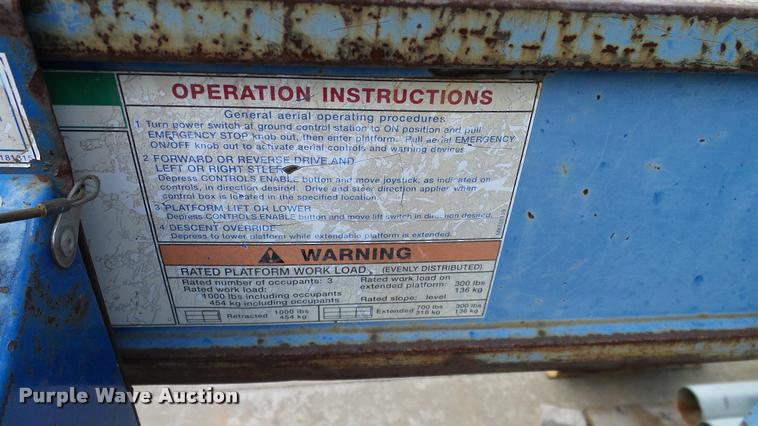 OPERATION INSTRUCTIONS
General aerial operating procedures
1. Turn power switch at ground control station to ON position and pull
EMERGENCY STOP knob out, then enter platform. Pull aerial EMERGENCY
ON/OFF knob out to activate aerial controls and warning devices.
2 FORWARD OR REVERSE DRIVE AND
LEFT OR RIGHT STEER
Depress CONTROLS ENABLE button and move joystick, as indicated on
controls, in direction desired. Drive and steer direction applies when
control box is located in the specified location.
3 PLATFORM LIFT OR LOWER
Depress CONTROLS ENABLE button and move lift switch in direction desired.
4 DESCENT OVERRIDE
Depress to lower platform while extendable platform is extended.
WARNING
RATED PLATFORM WORK LOAD (EVENLY DISTRIBUTED)
Rated number of occupants: 3
Rated work load:
1000 lbs including occupants
454 kg including occupants
Rated work load on
extended platform: 300 lbs
136 kg
Rated slope: level
Retracted 1000 lbs
454 kg
Extended 700 lbs 300 lbs
318 kg 136 kg
Purple Wave Auction